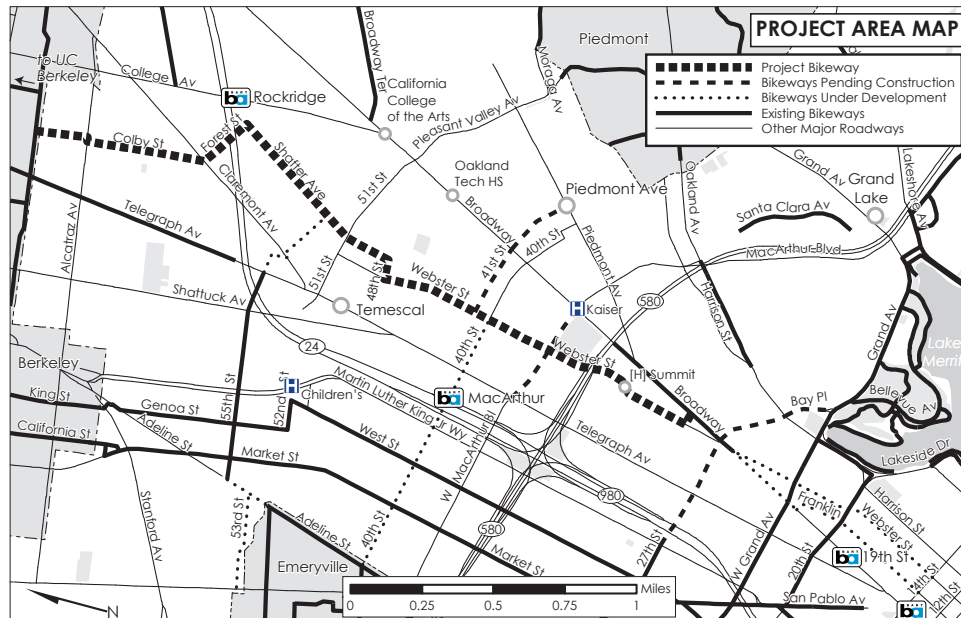 PROJECT AREA MAP
Project Bikeway
Bikeways Pending Construction
Bikeways Under Development
Existing Bikeways
Other Major Roadways
to U.C.
Berkeley
College Av
Broadway Ter
Piedmont
Moraga Av
ba Rockridge
California
College
of the Arts
Pleasant Valley Av
Colby St
Forest St
Shafter Ave
Claremont Av
51st St
Oakland
Tech HS
Broadway
Piedmont Ave
Oakland Av
Grand Av
Lakeshore Av
Grand
Lake
Santa Clara Av
MacArthur Blvd
Telegraph Av
Alcatraz Av
51st St
48th St
Webster St
41st St
40th St
Piedmont Av
Harrison St
580
Kaiser
H
Shattuck Av
Temescal
24
40th St
Webster St
[H] Summit
Grand Av
Lake
Merritt
Berkeley
King St
Genoa St
55th St
52nd St
H
Children's
Martin Luther King Jr Wy
ba MacArthur
W MacArthur Bl
Telegraph Av
Broadway
Bay Pl
Bellevue Av
Lakeside Dr
California St
Adeline St
Market St
West St
980
Franklin
Webster St
Harrison St
Stanford Av
53rd St
Adeline St
40th St
580
Market St
27th St
W Grand Av
20th St
ba 19th St
14th St
12th St
ba
Emeryville
San Pablo Av
N
0 0.25 0.5 0.75 1 Miles